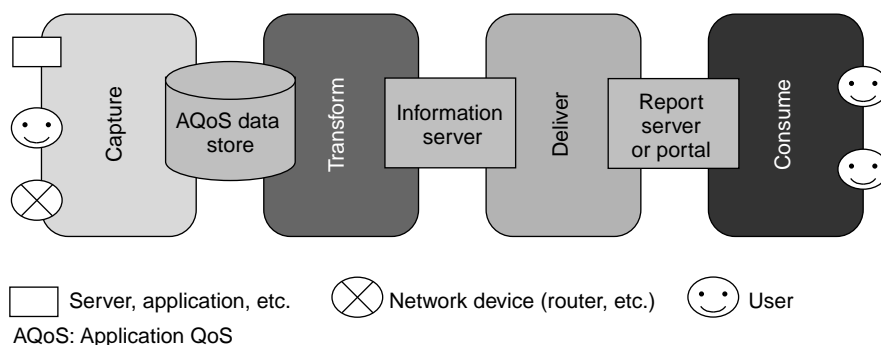 Capture
AQoS data
store
Transform
Information
server
Deliver
Report
server
or portal
Consume
Server, application, etc.
Network device (router, etc.)
User
AQoS: Application QoS